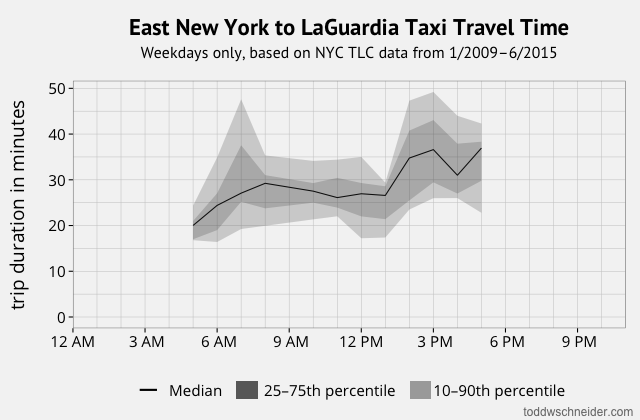 East New York to LaGuardia Taxi Travel Time
Weekdays only, based on NYC TLC data from 1/2009–6/2015
trip duration in minutes
50
40
30
20
10
0
12 AM 3 AM 6 AM 9 AM 12 PM 3 PM 6 PM 9 PM
Median 25–75th percentile 10–90th percentile
toddwschneider.com